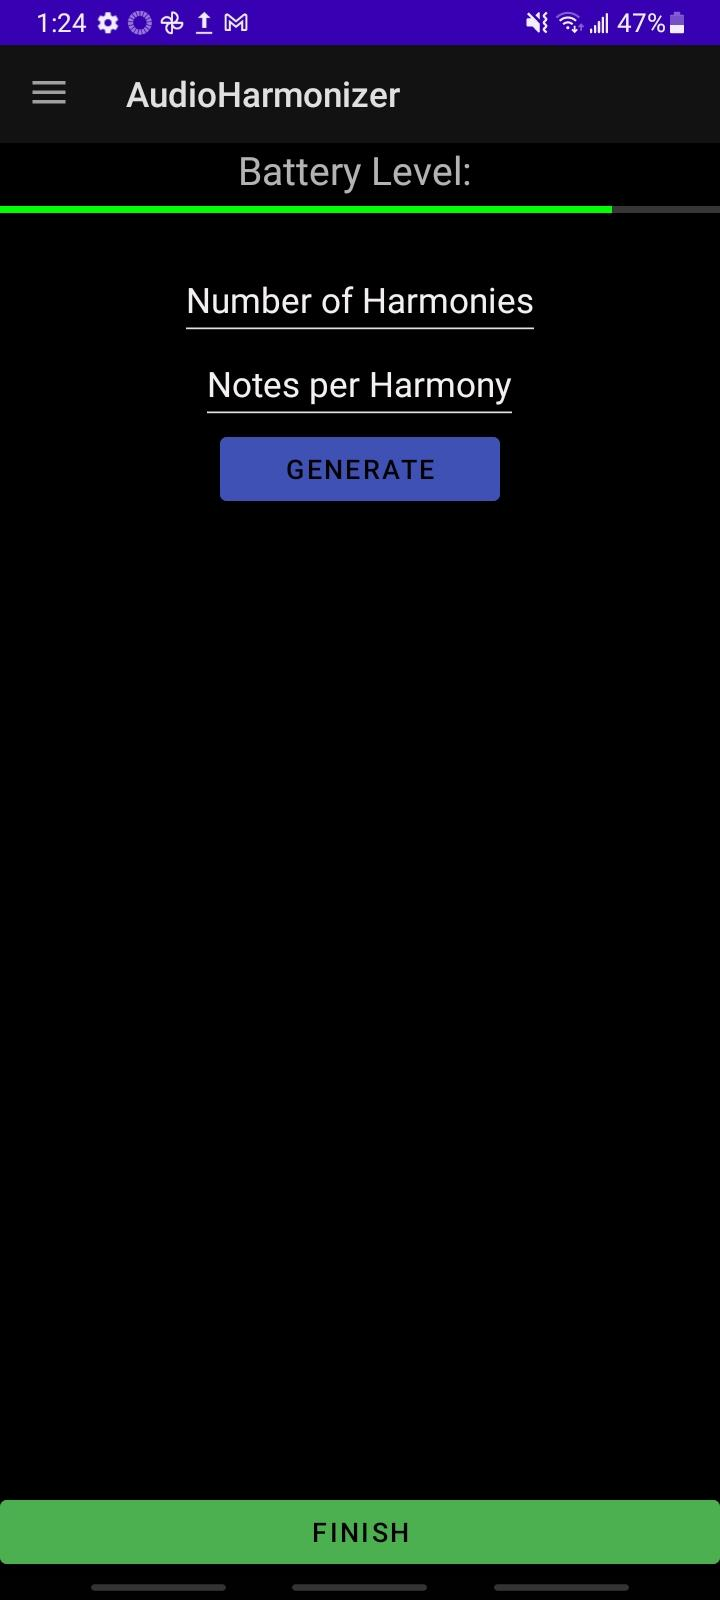 1:24 47%
AudioHarmonizer
Battery Level:
Number of Harmonies
Notes per Harmony
GENERATE
FINISH